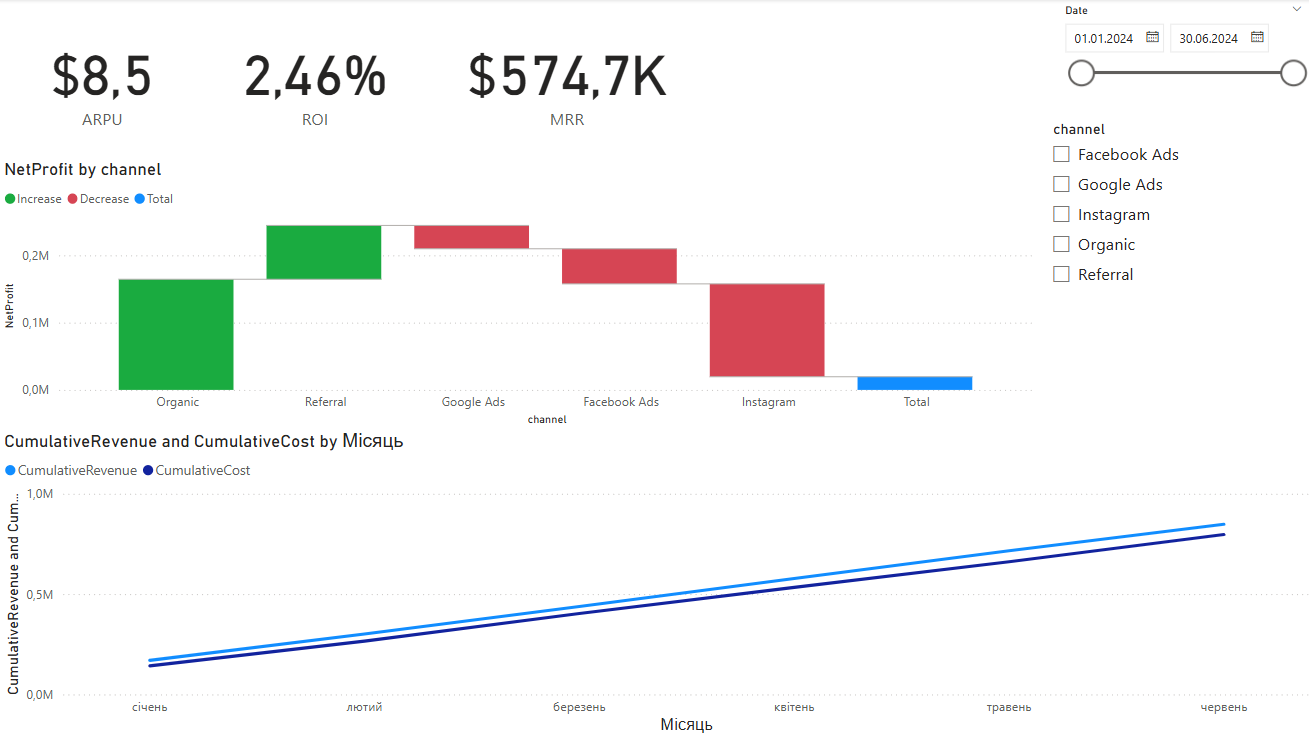 Date
01.01.2024
30.06.2024
$8,5
2,46%
$574,7K
ARPU
ROI
MRR
channel
Facebook Ads
Google Ads
Instagram
Organic
Referral
NetProfit by channel
Increase
Decrease
Total
NetProfit
0,2M
0,1M
0,0M
Organic
Referral
Google Ads
Facebook Ads
Instagram
Total
channel
CumulativeRevenue and CumulativeCost by Місяць
CumulativeRevenue
CumulativeCost
CumulativeRevenue and Cum...
1,0M
0,5M
0,0M
січень
лютий
березень
квітень
травень
червень
Місяць